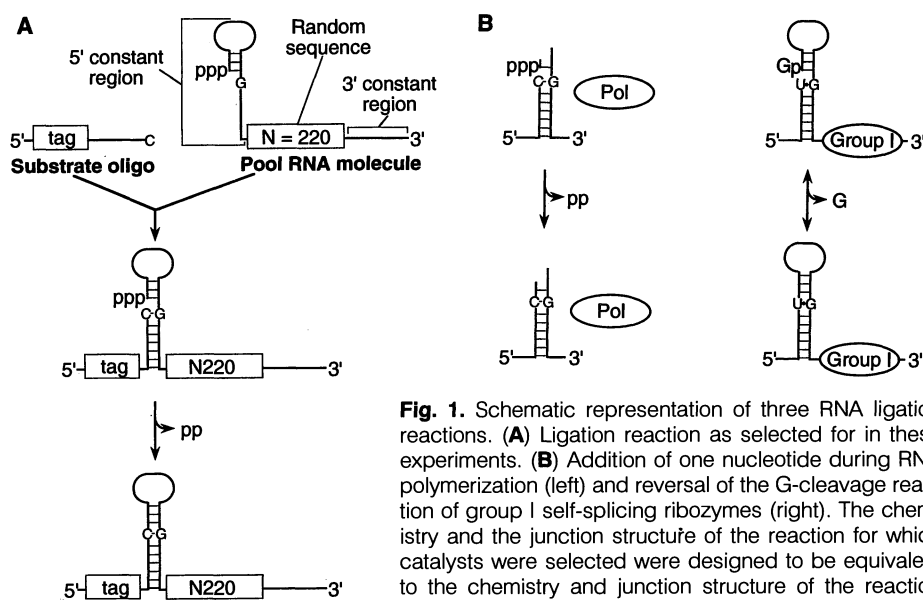 A
5' constant
region
ppp
G
Random
sequence
3' constant
region
5'
tag
C
N = 220
3'
Substrate oligo
Pool RNA molecule
ppp
C·G
5'
tag
N220
3'
pp
C·G
5'
tag
N220
3'
B
ppp
C·G
Pol
5'
3'
pp
C·G
Pol
5'
3'
Gp
U·G
5'
Group I
3'
G
U·G
5'
Group I
3'
Fig. 1. Schematic representation of three RNA ligatio
reactions. (A) Ligation reaction as selected for in thes
experiments. (B) Addition of one nucleotide during RN
polymerization (left) and reversal of the G-cleavage rea
tion of group I self-splicing ribozymes (right). The chem
istry and the junction structure of the reaction for whic
catalysts were selected were designed to be equivale
to the chemistry and junction structure of the reactio